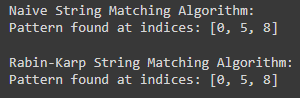 Naive String Matching Algorithm:
Pattern found at indices: [0, 5, 8]
Rabin-Karp String Matching Algorithm:
Pattern found at indices: [0, 5, 8]